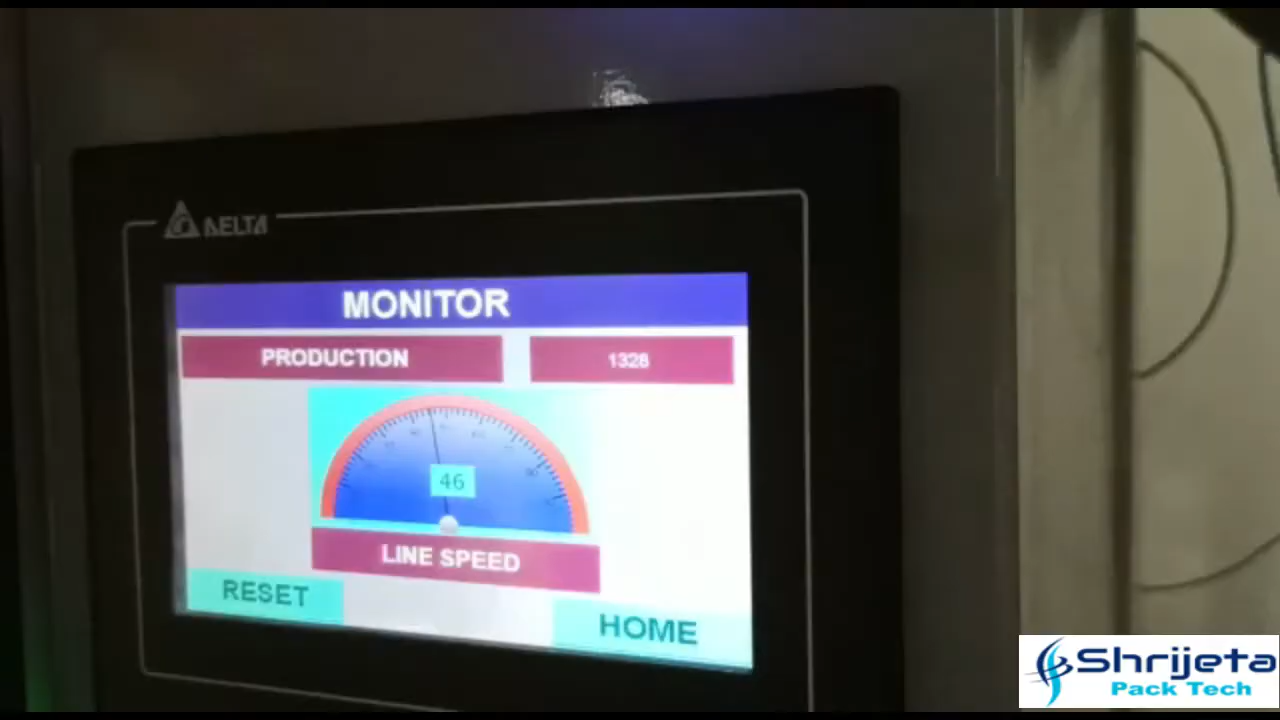 DELTA
MONITOR
PRODUCTION
1328
46
LINE SPEED
RESET
HOME
Shrijeta
Pack Tech